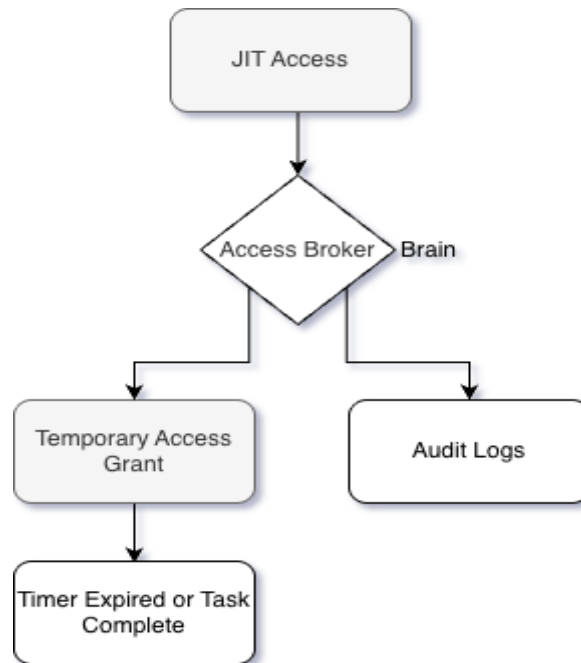 JIT Access
Access Broker
Brain
Temporary Access
Grant
Audit Logs
Timer Expired or Task
Complete